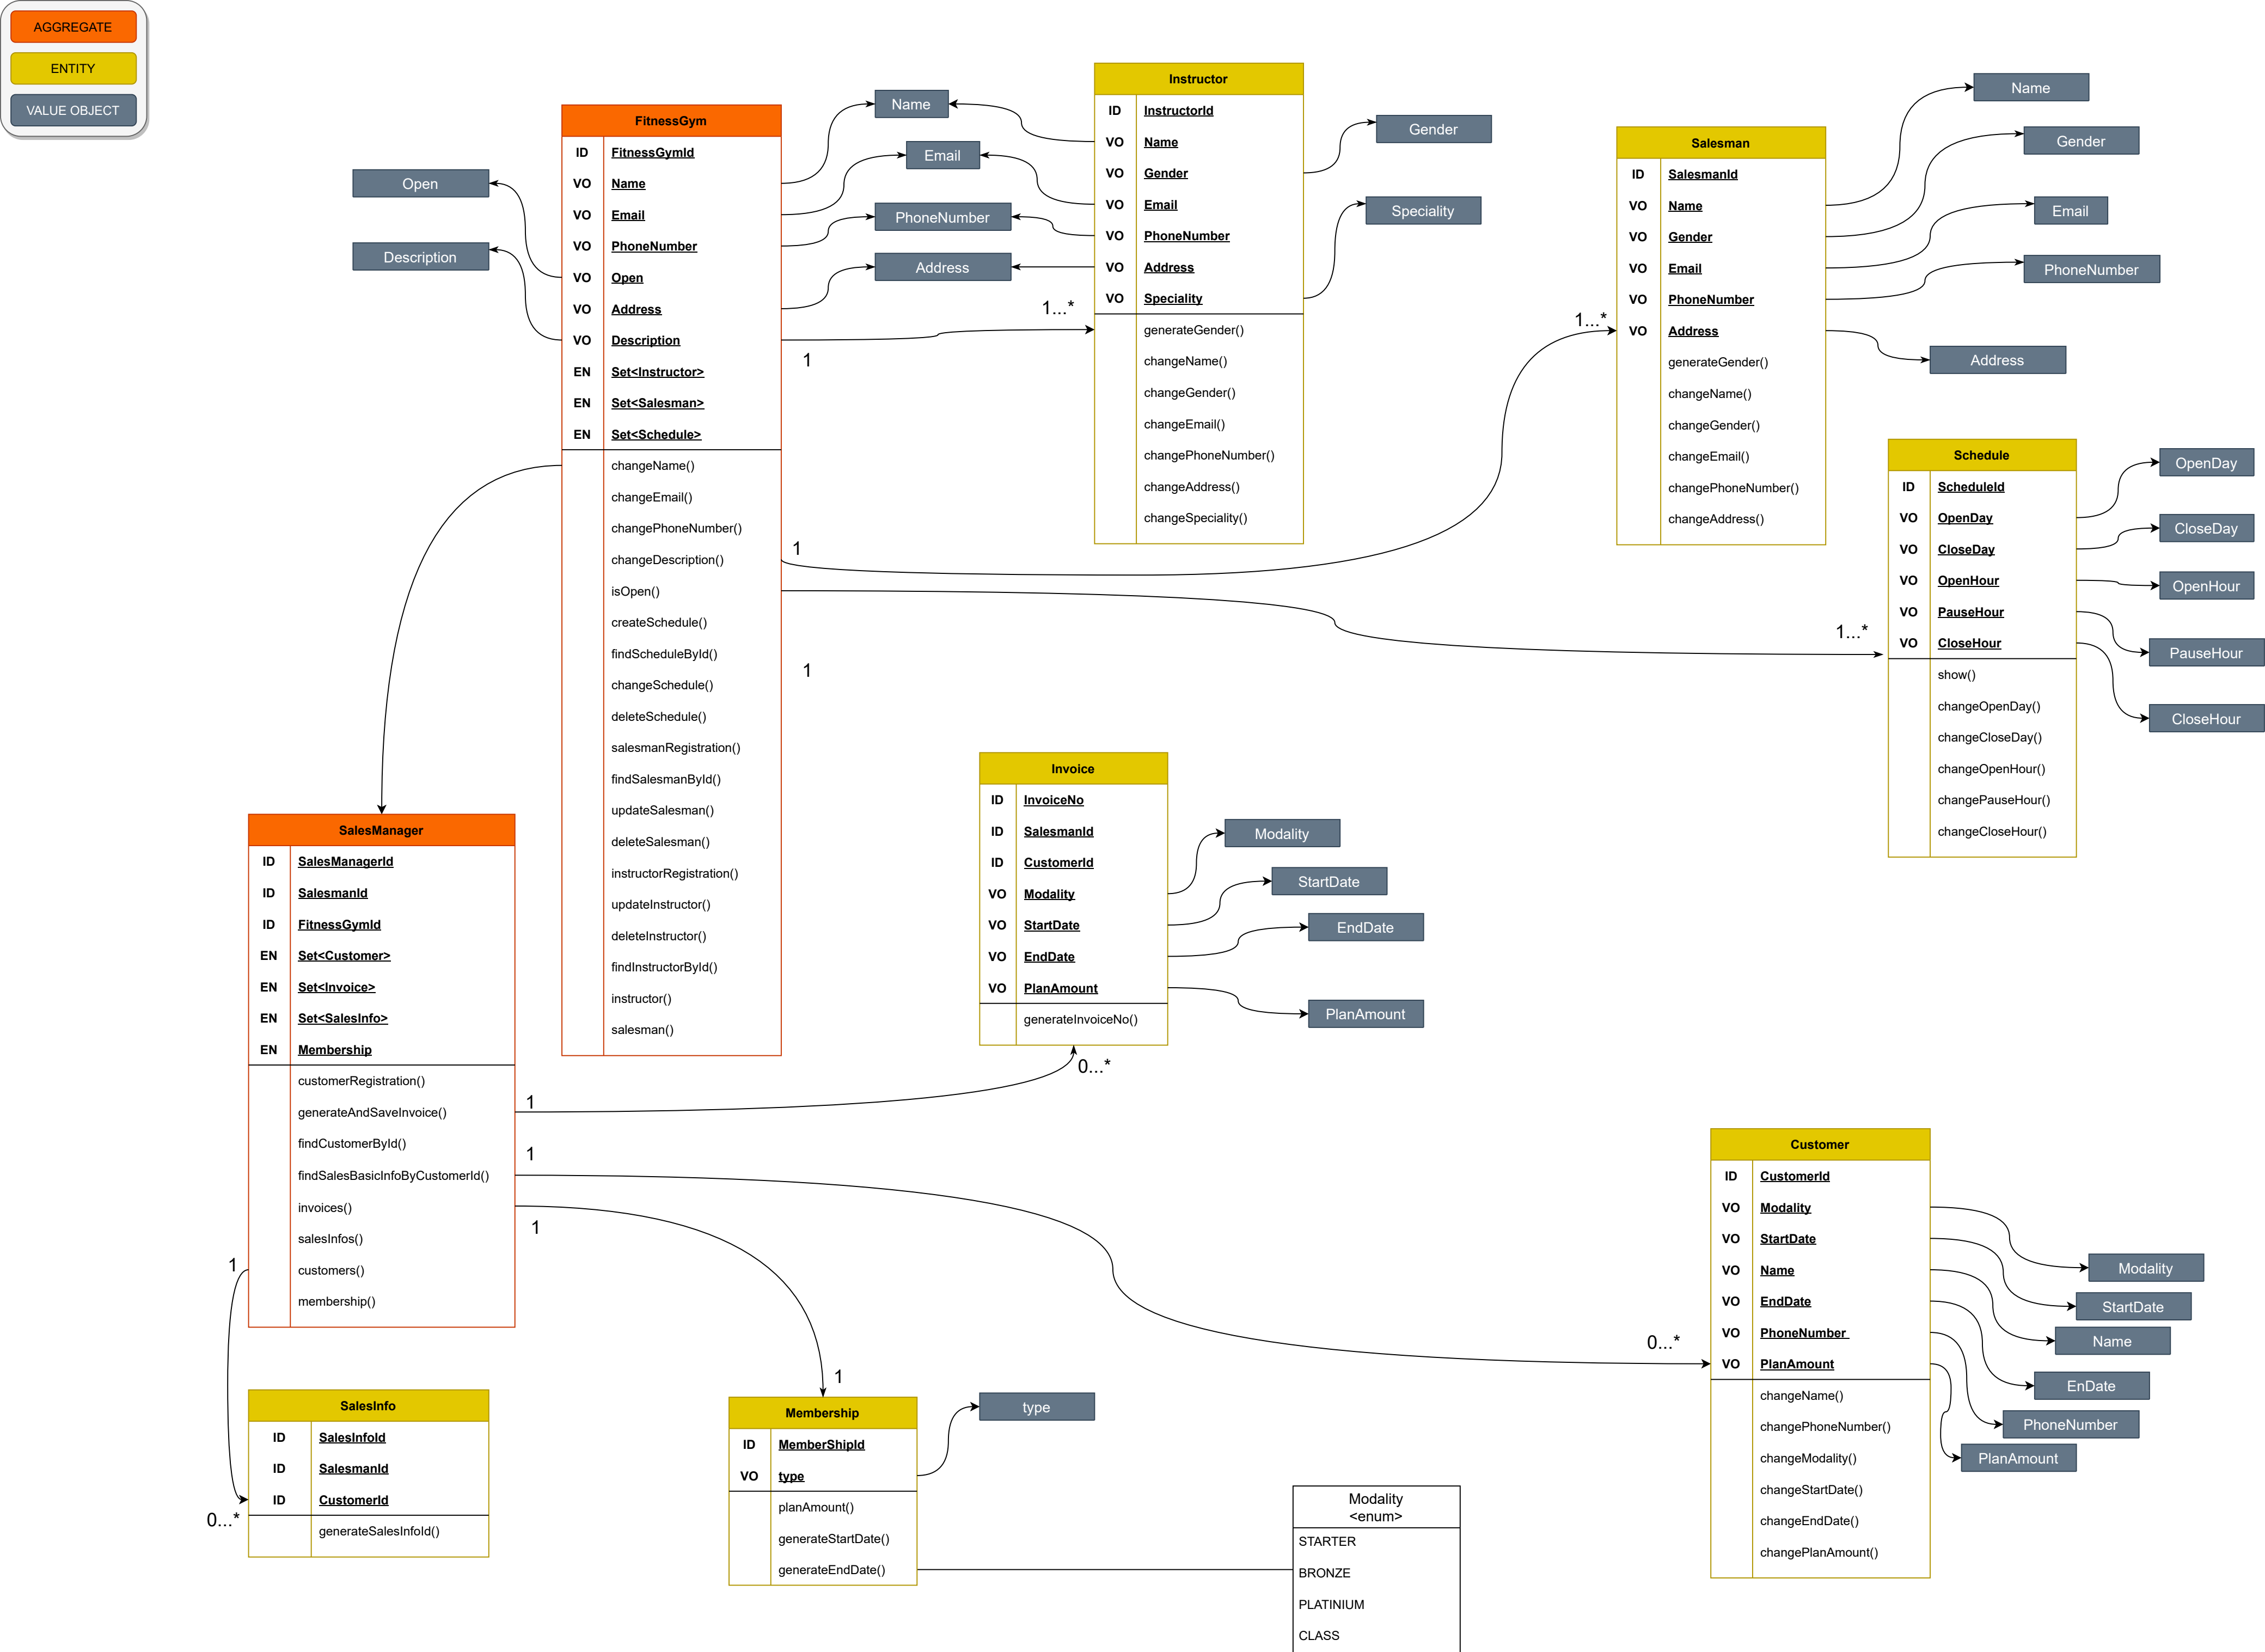 AGGREGATE
ENTITY
VALUE OBJECT
Open
Description
FitnessGym
ID FitnessGymId
VO Name
VO Email
VO PhoneNumber
VO Open
VO Address
VO Description
EN Set<Instructor>
EN Set<Salesman>
EN Set<Schedule>
changeName()
changeEmail()
changePhoneNumber()
changeDescription()
isOpen()
createSchedule()
findScheduleById()
changeSchedule()
deleteSchedule()
salesmanRegistration()
findSalesmanById()
updateSalesman()
deleteSalesman()
instructorRegistration()
updateInstructor()
deleteInstructor()
findInstructorById()
instructor()
salesman()
Name
Email
PhoneNumber
Address
1
1...*
1
1...*
1
1...*
Instructor
ID InstructorId
VO Name
VO Gender
VO Email
VO PhoneNumber
VO Address
VO Speciality
generateGender()
changeName()
changeGender()
changeEmail()
changePhoneNumber()
changeAddress()
changeSpeciality()
Gender
Speciality
Salesman
ID SalesmanId
VO Name
VO Gender
VO Email
VO PhoneNumber
VO Address
generateGender()
changeName()
changeGender()
changeEmail()
changePhoneNumber()
changeAddress()
Name
Gender
Email
PhoneNumber
Address
Schedule
ID ScheduleId
VO OpenDay
VO CloseDay
VO OpenHour
VO PauseHour
VO CloseHour
show()
changeOpenDay()
changeCloseDay()
changeOpenHour()
changePauseHour()
changeCloseHour()
OpenDay
CloseDay
OpenHour
PauseHour
CloseHour
SalesManager
ID SalesManagerId
ID SalesmanId
ID FitnessGymId
EN Set<Customer>
EN Set<Invoice>
EN Set<SalesInfo>
EN Membership
customerRegistration()
generateAndSaveInvoice()
findCustomerById()
findSalesBasicInfoByCustomerId()
invoices()
salesInfos()
customers()
membership()
1
0...*
1
0...*
1
1
1
0...*
Invoice
ID InvoiceNo
ID SalesmanId
ID CustomerId
VO Modality
VO StartDate
VO EndDate
VO PlanAmount
generateInvoiceNo()
Modality
StartDate
EndDate
PlanAmount
Customer
ID CustomerId
VO Modality
VO StartDate
VO Name
VO EndDate
VO PhoneNumber
VO PlanAmount
changeName()
changePhoneNumber()
changeModality()
changeStartDate()
changeEndDate()
changePlanAmount()
Modality
StartDate
Name
EnDate
PhoneNumber
PlanAmount
SalesInfo
ID SalesInfoId
ID SalesmanId
ID CustomerId
generateSalesInfoId()
Membership
ID MemberShipId
VO type
planAmount()
generateStartDate()
generateEndDate()
type
Modality
<enum>
STARTER
BRONZE
PLATINIUM
CLASS